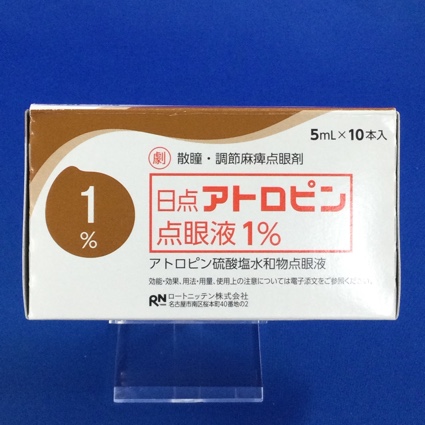 5mL×10本入
劇 散瞳・調節麻痺点眼剤
1
%
日点アトロピン
点眼液1%
アトロピン硫酸塩水和物点眼液
効能・効果、用法・用量、使用上の注意については電子添文をご参照ください。
RN ロートニッテン株式会社
名古屋市南区桜本町40番地の2